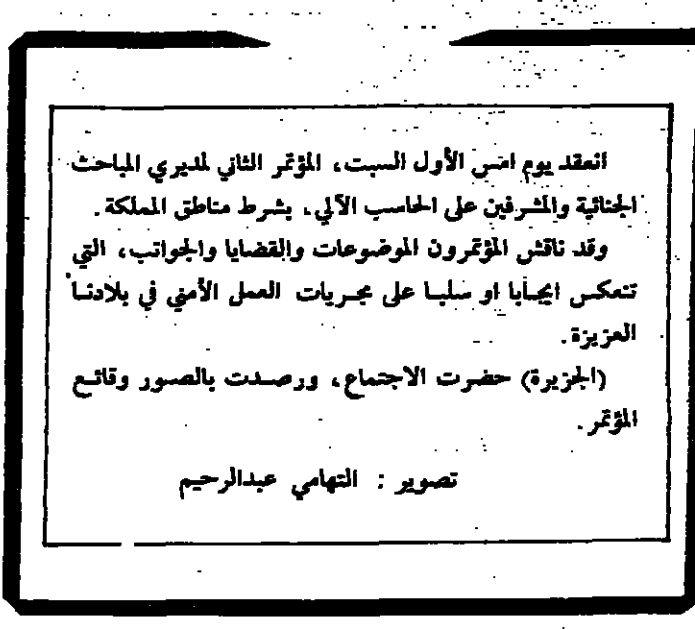 انعقد يوم امس الأول السبت، المؤتمر الثاني لمديري المباحث
الجنائية والمشرفين على الحاسب الآلي، بشرط مناطق المملكة.
وقد ناقش المؤتمرون الموضوعات والقضايا والجوانب، التي
تنعكس ايجابا او سلبا على مجريات العمل الأمني في بلادنا
العزيزة.
(الجزيرة) حضرت الاجتماع، ورصدت بالصور وقائع
المؤتمر.
تصوير : التهامي عبدالرحيم